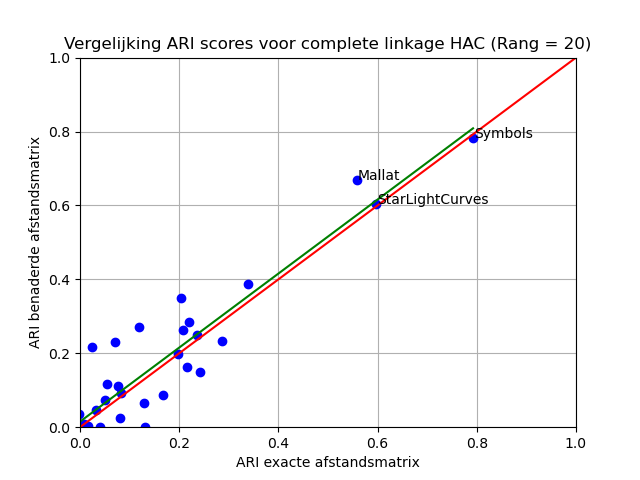 Vergelijking ARI scores voor complete linkage HAC (Rang = 20)
ARI benaderde afstandsmatrix
1.0
0.8
0.6
0.4
0.2
0.0
Symbols
Mallat
StarLightCurves
0.0 0.2 0.4 0.6 0.8 1.0
ARI exacte afstandsmatrix